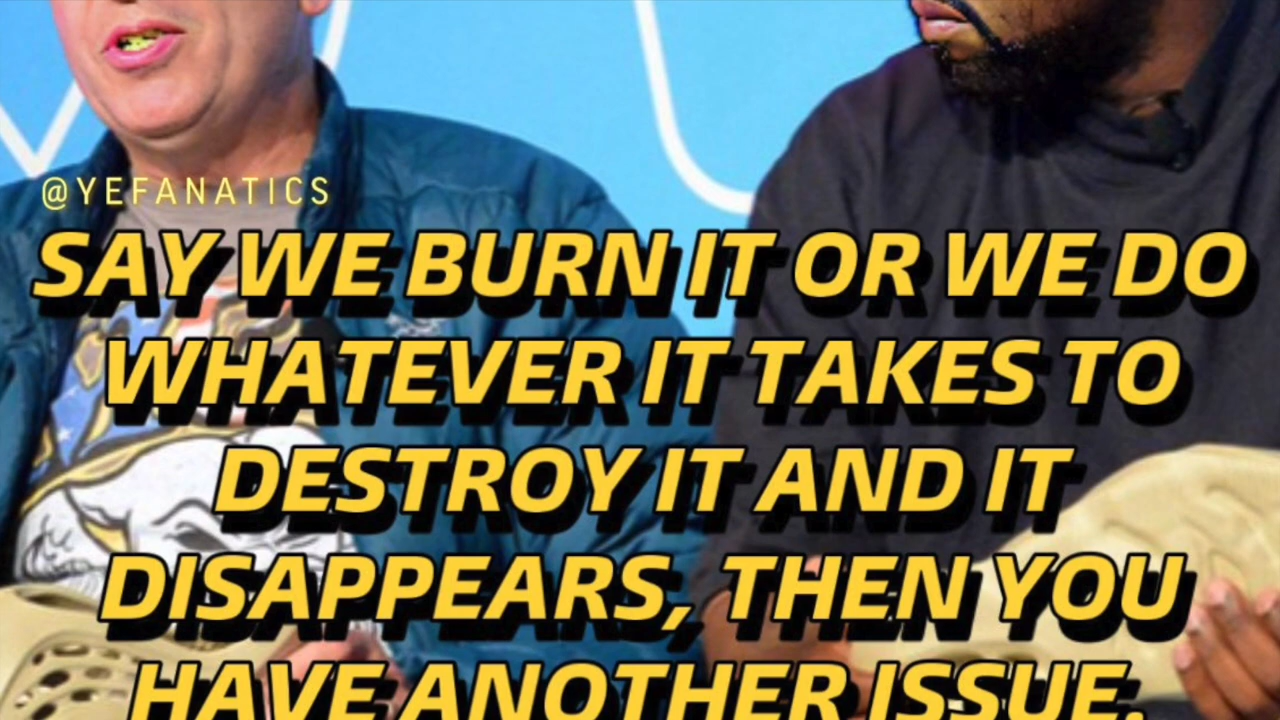 @YEFANATICS
SAY WE BURN IT OR WE DO
WHATEVER IT TAKES TO
DESTROY IT AND IT
DISAPPEARS, THEN YOU
HAVE ANOTHER ISSUE.